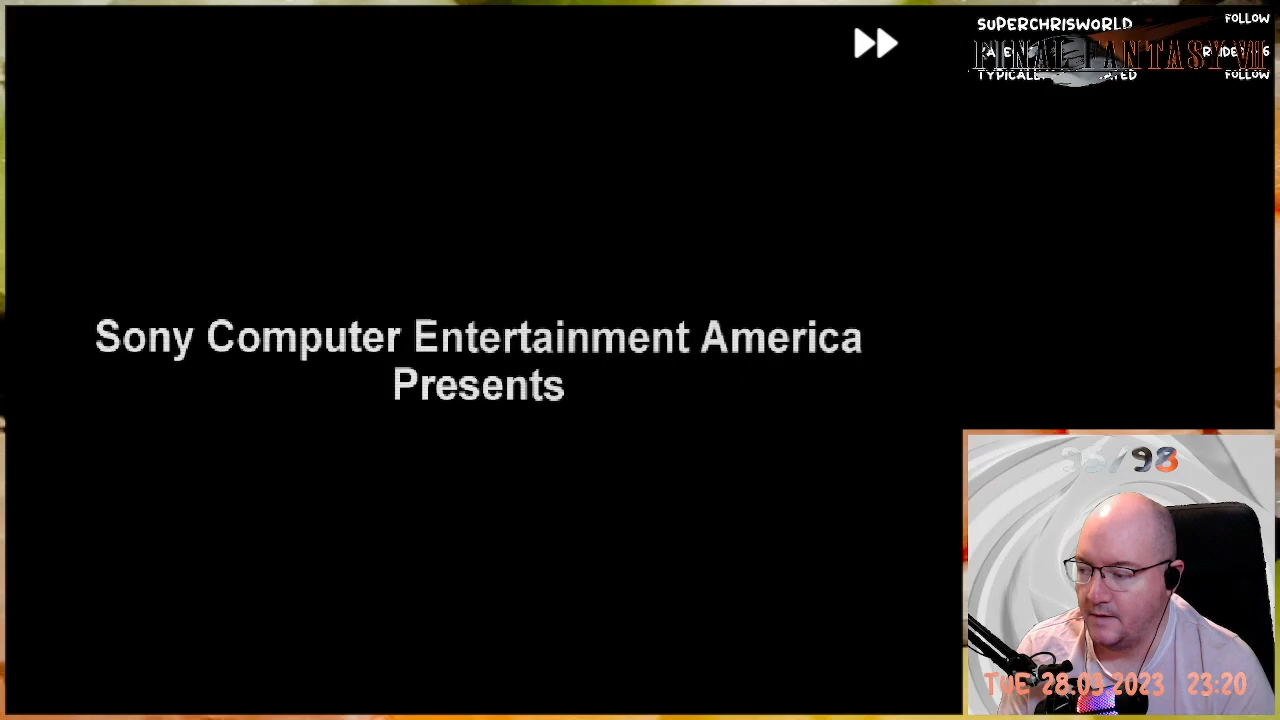 SUPERCHRISWORLD FOLLOW
FINAL FANTASY VII
FOLLOW
Sony Computer Entertainment America
Presents
/98
TUE 28.03.2023 23:20